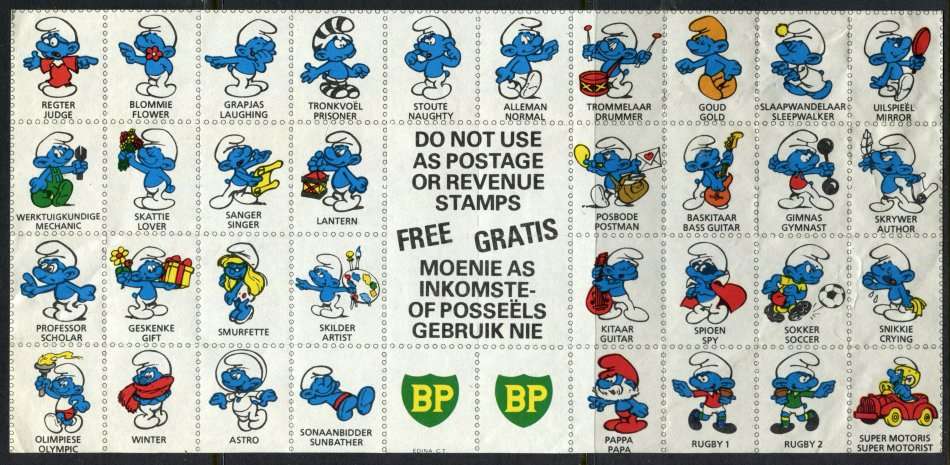 REGTER
JUDGE
BLOMMIE
FLOWER
GRAPJAS
LAUGHING
TRONKVOËL
PRISONER
STOUTE
NAUGHTY
ALLEMAN
NORMAL
TROMMELAAR
DRUMMER
GOUD
GOLD
SLAAPWANDELAAR
SLEEPWALKER
UILSPIEËL
MIRROR
WERKTUIGKUNDIGE
MECHANIC
SKATTIE
LOVER
SANGER
SINGER
LANTERN
DO NOT USE
AS POSTAGE
OR REVENUE
STAMPS
FREE GRATIS
MOENIE AS
INKOMSTE-
OF POSSEËLS
GEBRUIK NIE
POSBODE
POSTMAN
BASKITAAR
BASS GUITAR
GIMNAS
GYMNAST
SKRYWER
AUTHOR
PROFESSOR
SCHOLAR
GESKENKE
GIFT
SMURFETTE
SKILDER
ARTIST
KITAAR
GUITAR
SPIOEN
SPY
SOKKER
SOCCER
SNIKKIE
CRYING
OLIMPIESE
OLYMPIC
WINTER
ASTRO
SONAANBIDDER
SUNBATHER
BP
BP
EDINA, C.T.
PAPPA
PAPA
RUGBY 1
RUGBY 2
SUPER MOTORIS
SUPER MOTORIST